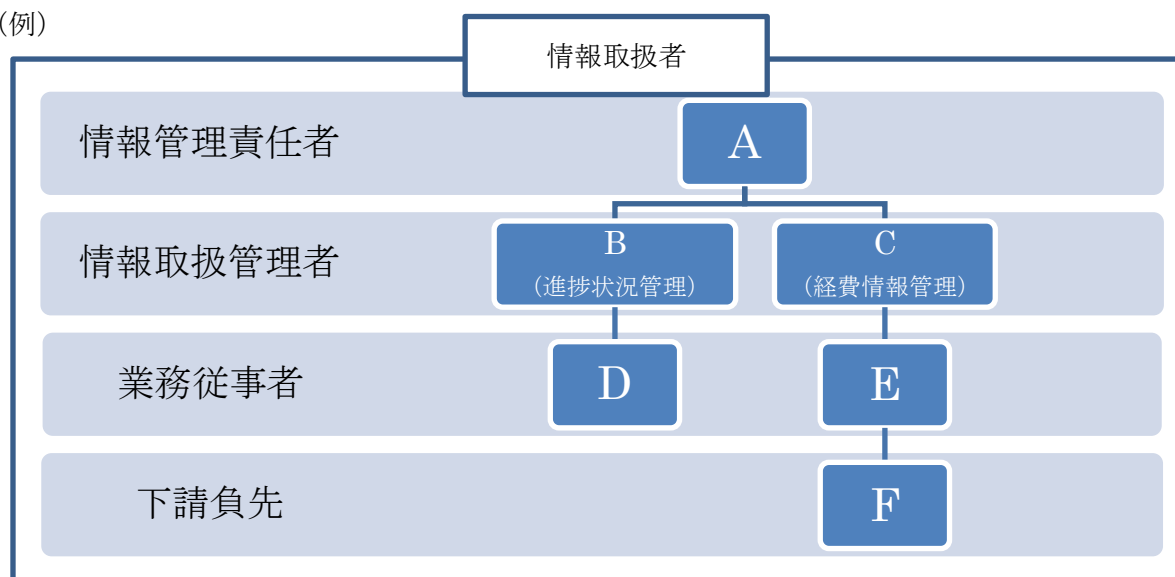 (例)
情報取扱者
情報管理責任者
A
情報取扱管理者
B
(進捗状況管理)
C
(経費情報管理)
業務従事者
D
E
下請負先
F